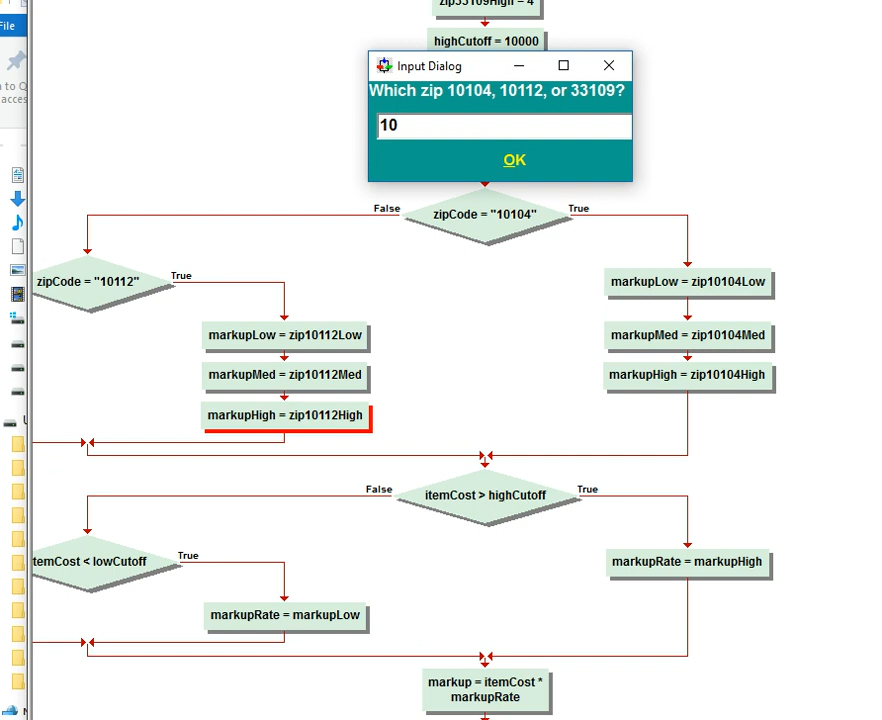 zip33109High = 4
File
highCutoff = 10000
Input Dialog
Which zip 10104, 10112, or 33109?
to Q
access
10
OK
False
zipCode = "10104"
True
zipCode = "10112"
True
markupLow = zip10104Low
markupLow = zip10112Low
markupMed = zip10104Med
markupMed = zip10112Med
markupHigh = zip10104High
markupHigh = zip10112High
False
itemCost > highCutoff
True
temCost < lowCutoff
True
markupRate = markupHigh
markupRate = markupLow
markup = itemCost *
markupRate